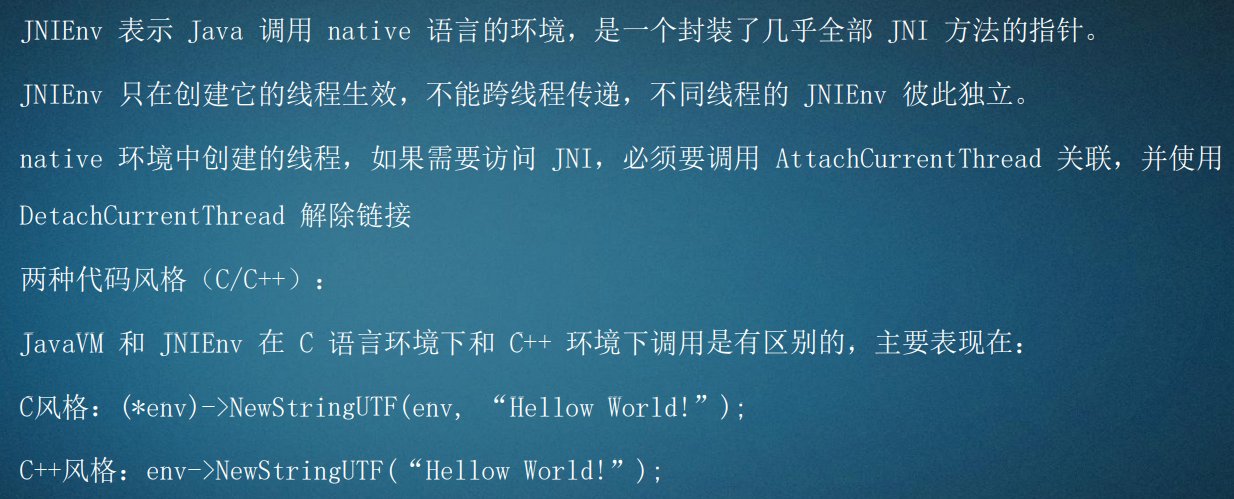 JNIEnv 表示 Java 调用 native 语言的环境，是一个封装了几乎全部 JNI 方法的指针。
JNIEnv 只在创建它的线程生效，不能跨线程传递，不同线程的 JNIEnv 彼此独立。
native 环境中创建的线程，如果需要访问 JNI，必须要调用 AttachCurrentThread 关联，并使用
DetachCurrentThread 解除链接
两种代码风格（C/C++）：
JavaVM 和 JNIEnv 在 C 语言环境下和 C++ 环境下调用是有区别的，主要表现在：
C风格：(*env)->NewStringUTF(env, “Hellow World!”);
C++风格：env->NewStringUTF(“Hellow World!”);